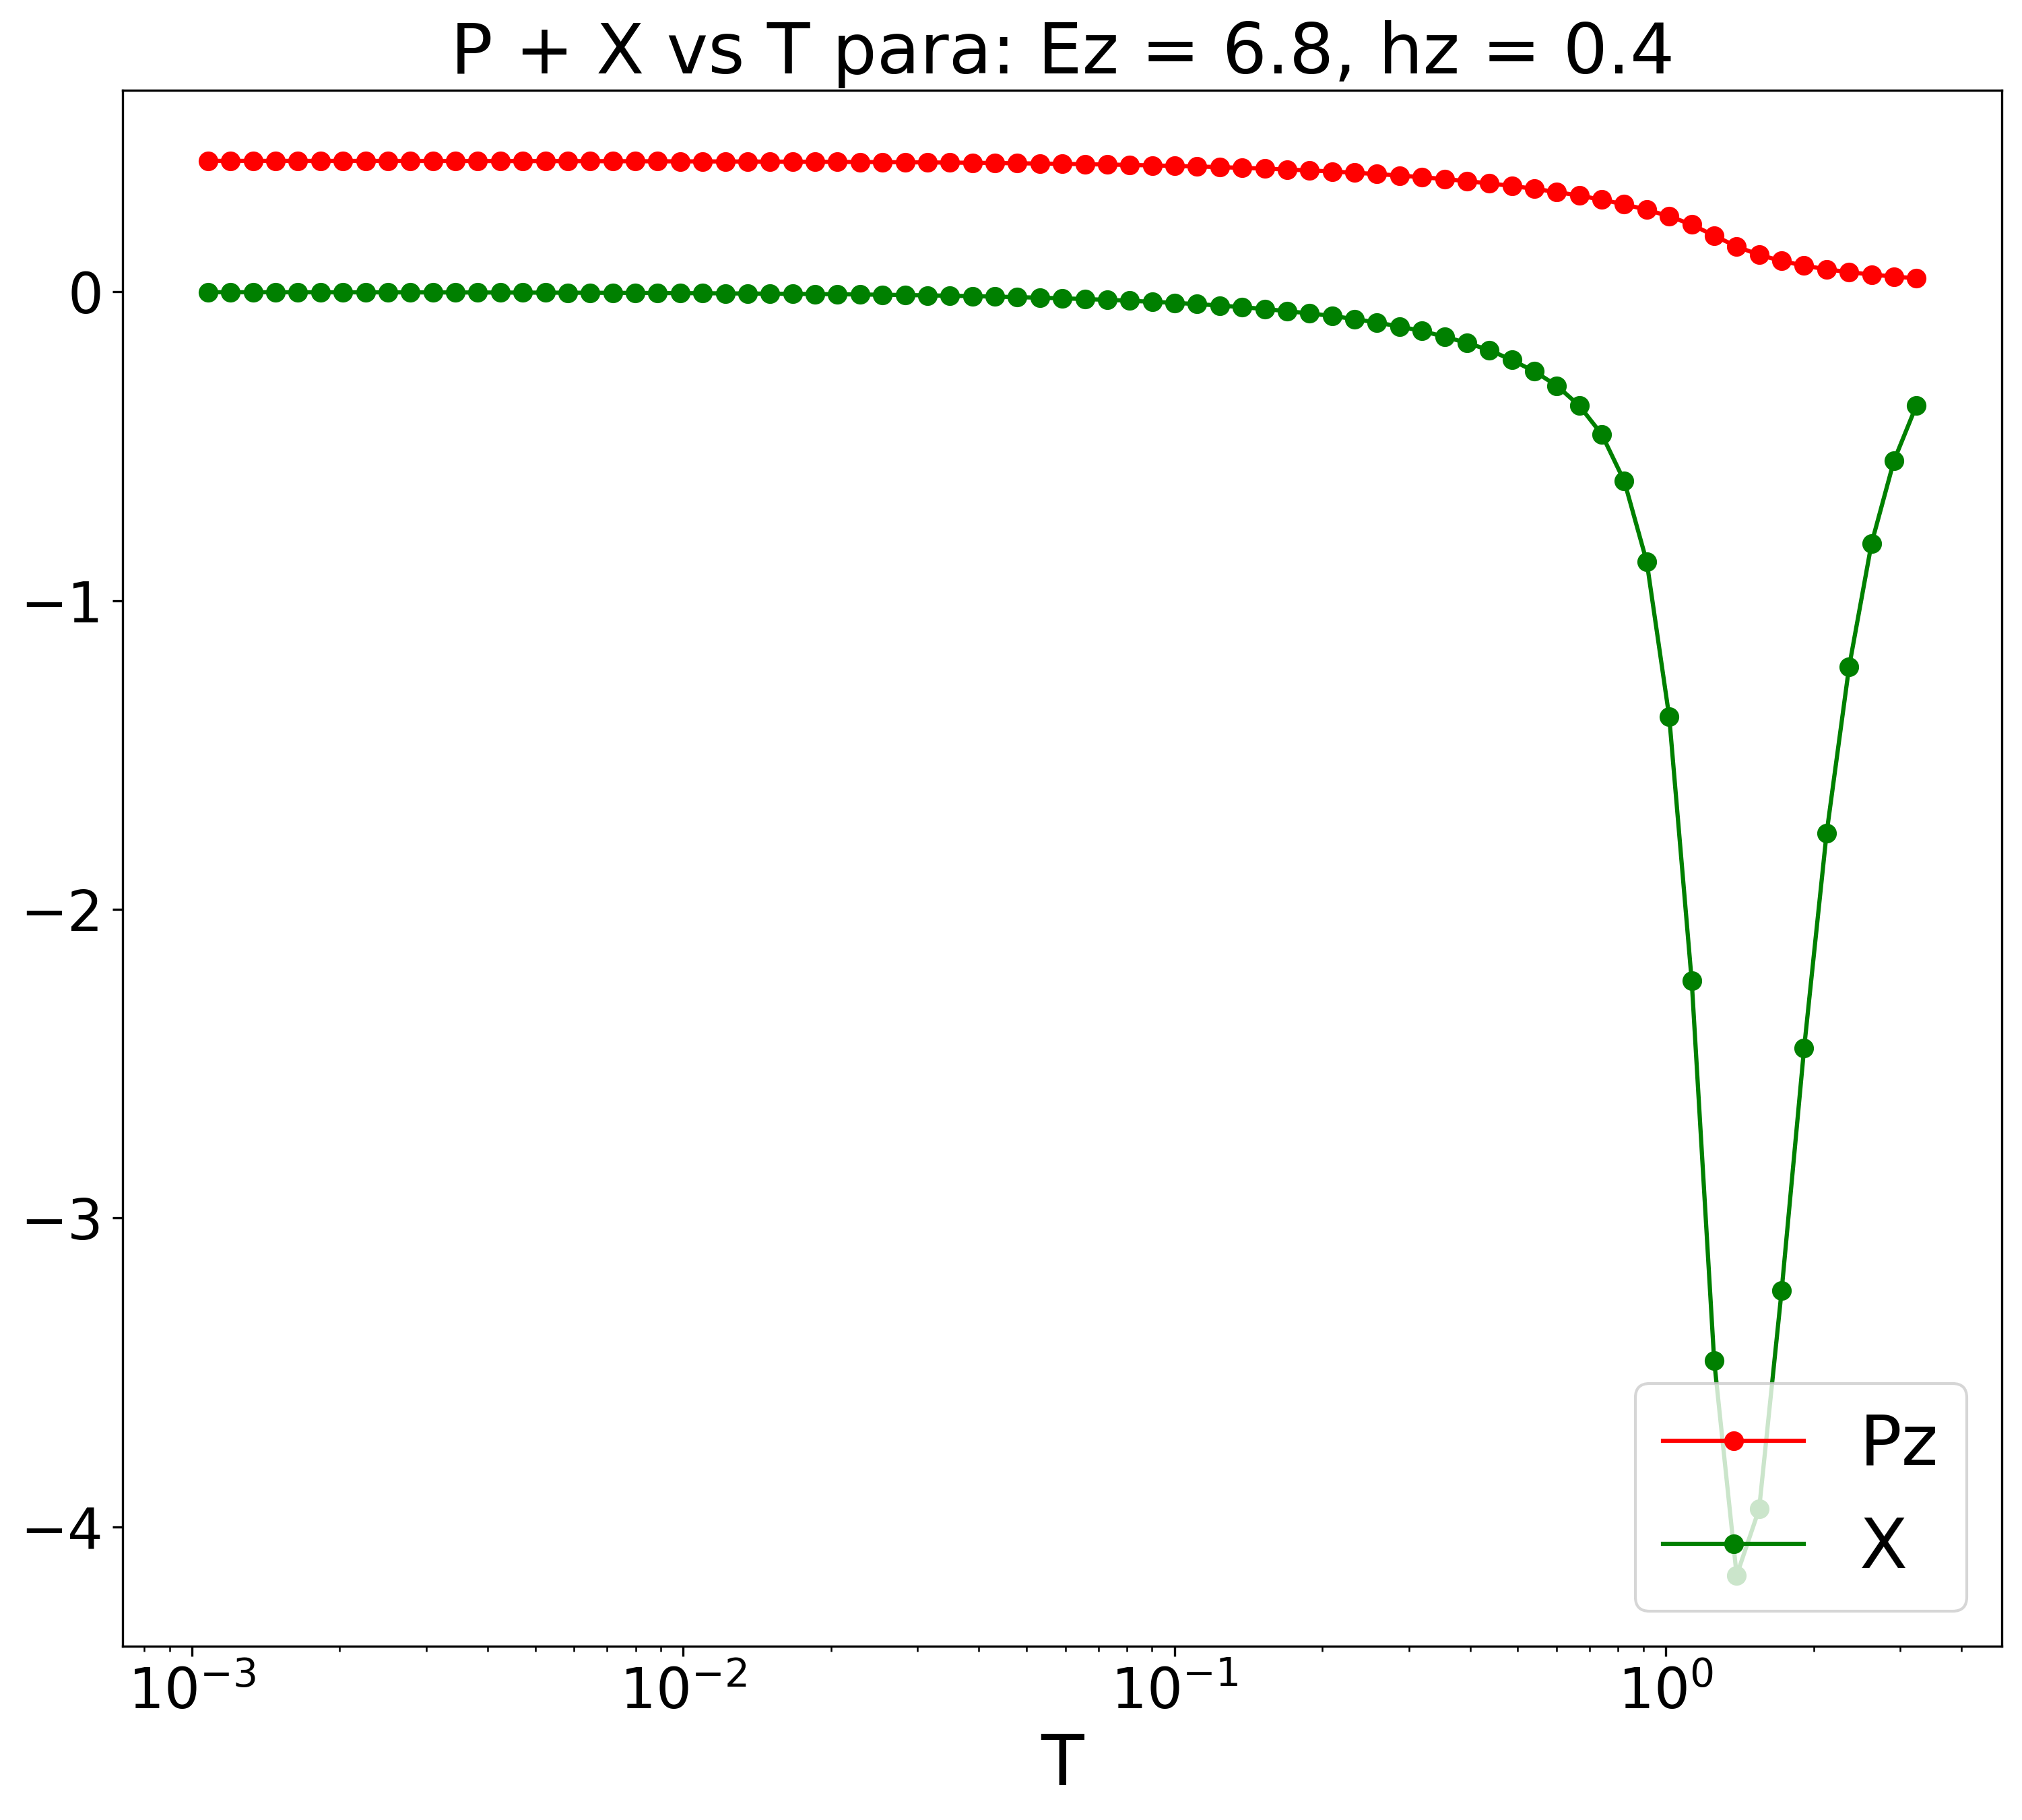 P + X vs T para: Ez = 6.8, hz = 0.4
0
−1
−2
−3
−4
Pz
X
10⁻³
10⁻²
10⁻¹
10⁰
T